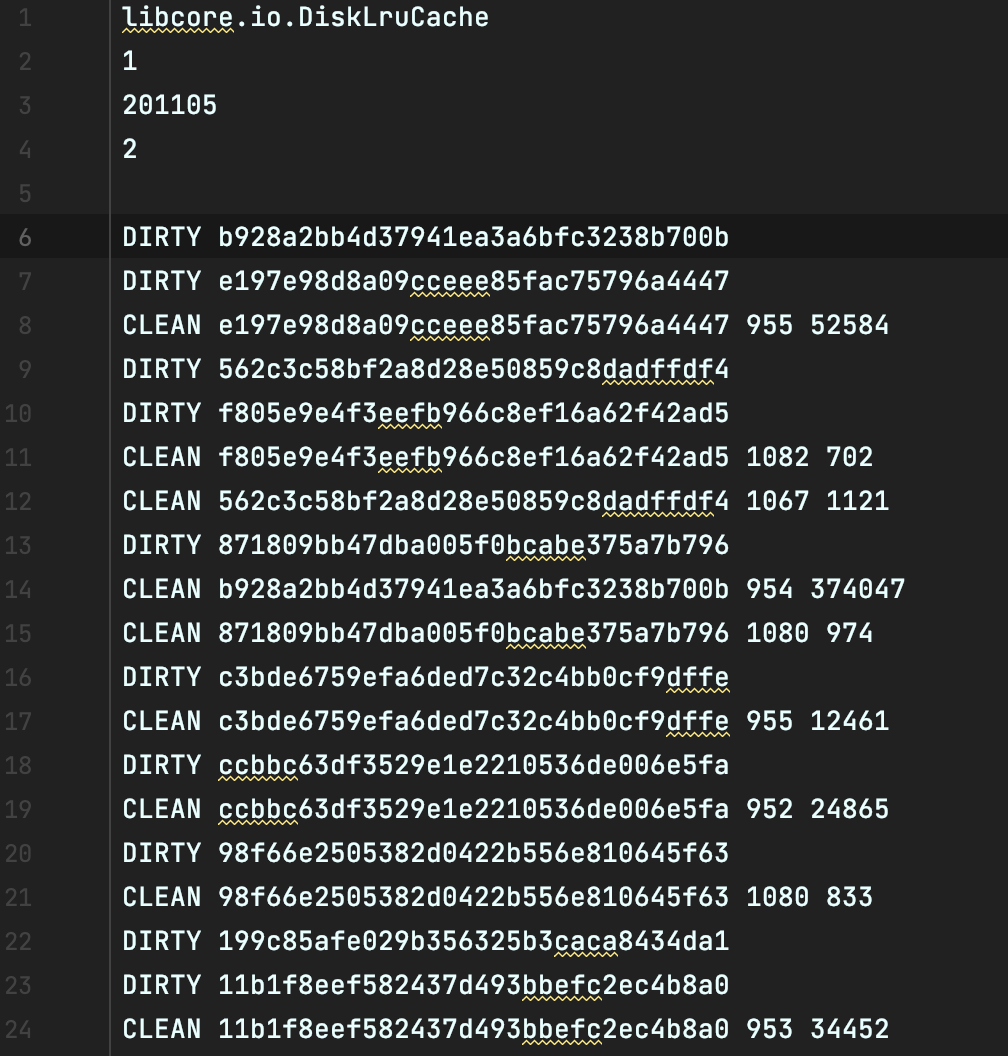 1 libcore.io.DiskLruCache
2 1
3 201105
4 2
5
6 DIRTY b928a2bb4d37941ea3a6bfc3238b700b
7 DIRTY e197e98d8a09cceee85fac75796a4447
8 CLEAN e197e98d8a09cceee85fac75796a4447 955 52584
9 DIRTY 562c3c58bf2a8d28e50859c8dadffdf4
10 DIRTY f805e9e4f3eefb966c8ef16a62f42ad5
11 CLEAN f805e9e4f3eefb966c8ef16a62f42ad5 1082 702
12 CLEAN 562c3c58bf2a8d28e50859c8dadffdf4 1067 1121
13 DIRTY 871809bb47dba005f0bcabe375a7b796
14 CLEAN b928a2bb4d37941ea3a6bfc3238b700b 954 374047
15 CLEAN 871809bb47dba005f0bcabe375a7b796 1080 974
16 DIRTY c3bde6759efa6ded7c32c4bb0cf9dffe
17 CLEAN c3bde6759efa6ded7c32c4bb0cf9dffe 955 12461
18 DIRTY ccbbc63df3529e1e2210536de006e5fa
19 CLEAN ccbbc63df3529e1e2210536de006e5fa 952 24865
20 DIRTY 98f66e2505382d0422b556e810645f63
21 CLEAN 98f66e2505382d0422b556e810645f63 1080 833
22 DIRTY 199c85afe029b356325b3caca8434da1
23 DIRTY 11b1f8eef582437d493bbefc2ec4b8a0
24 CLEAN 11b1f8eef582437d493bbefc2ec4b8a0 953 34452